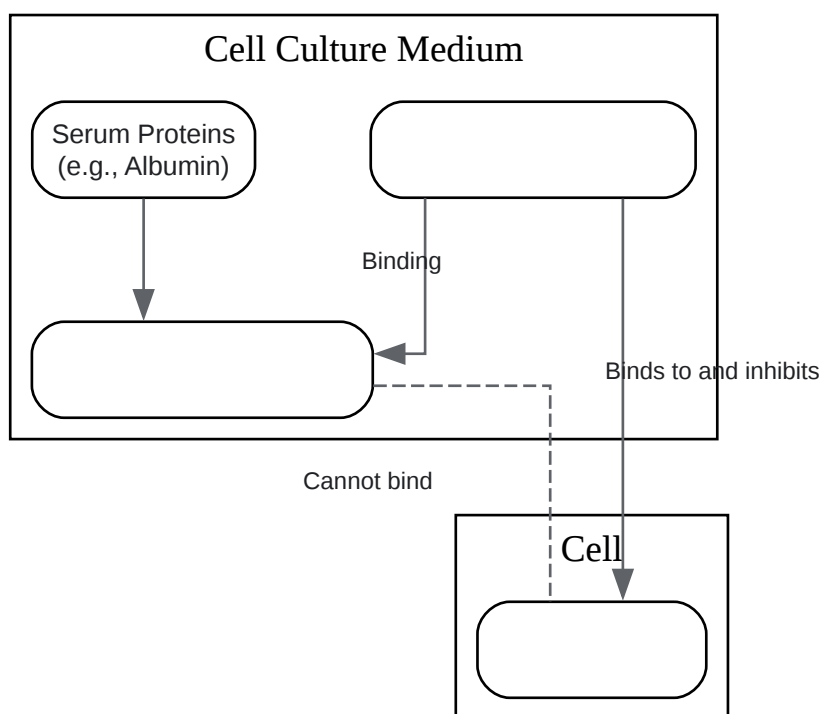 Cell Culture Medium
Serum Proteins
(e.g., Albumin)
Binding
Binds to and inhibits
Cannot bind
Cell